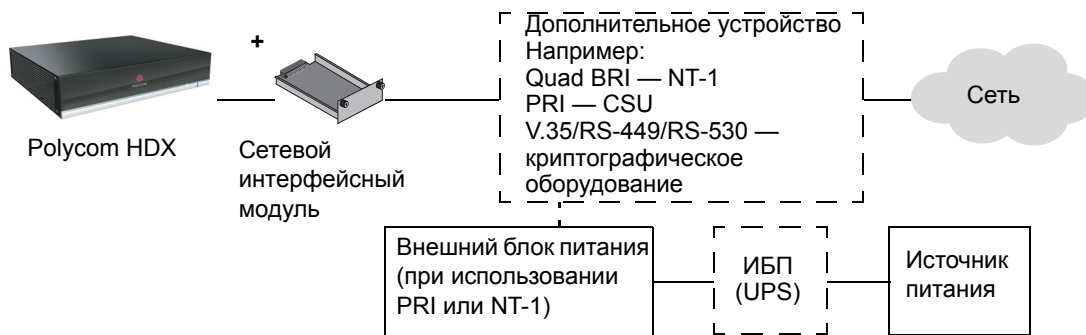 +
Polycom HDX
Сетевой
интерфейсный
модуль
Дополнительное устройство
Например:
Quad BRI — NT-1
PRI — CSU
V.35/RS-449/RS-530 —
криптографическое
оборудование
Сеть
Внешний блок питания
(при использовании
PRI или NT-1)
ИБП
(UPS)
Источник
питания
POLYCOM